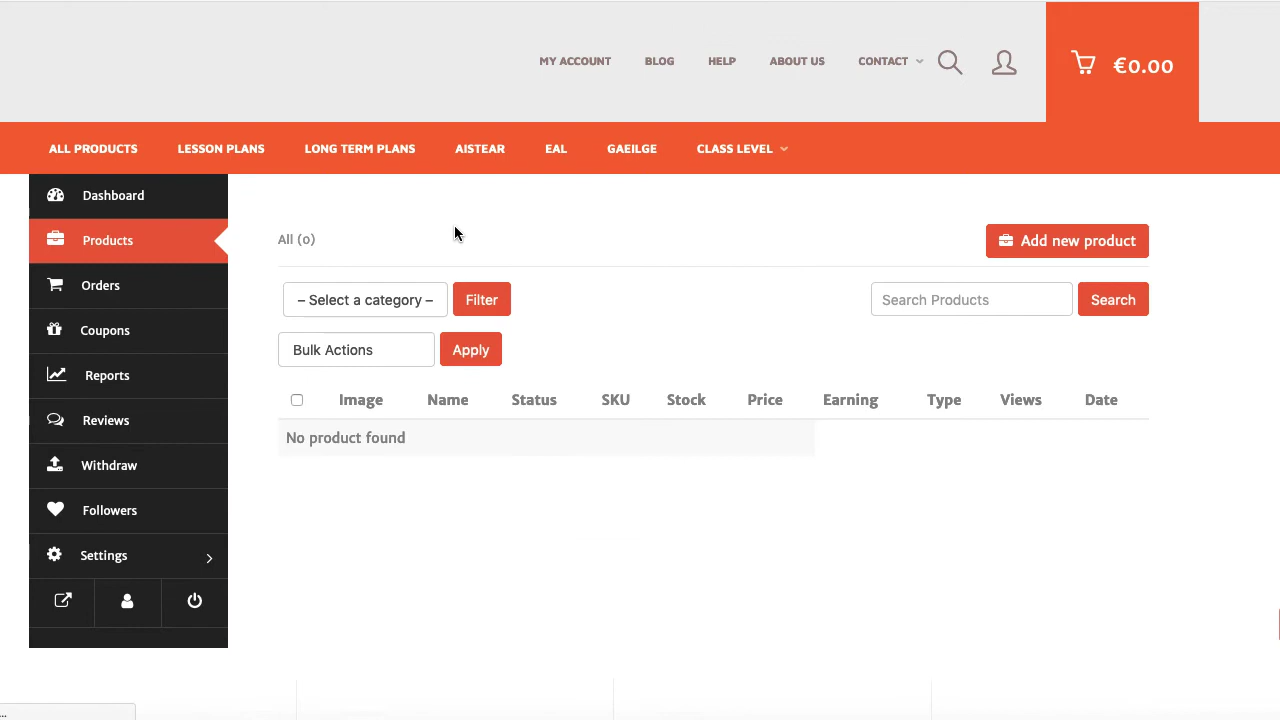 MY ACCOUNT BLOG HELP ABOUT US CONTACT €0.00
ALL PRODUCTS LESSON PLANS LONG TERM PLANS AISTEAR EAL GAEILGE CLASS LEVEL
Dashboard
Products
Orders
Coupons
Reports
Reviews
Withdraw
Followers
Settings
All (0)
Add new product
– Select a category – Filter
Search Products Search
Bulk Actions Apply
Image Name Status SKU Stock Price Earning Type Views Date
No product found
...